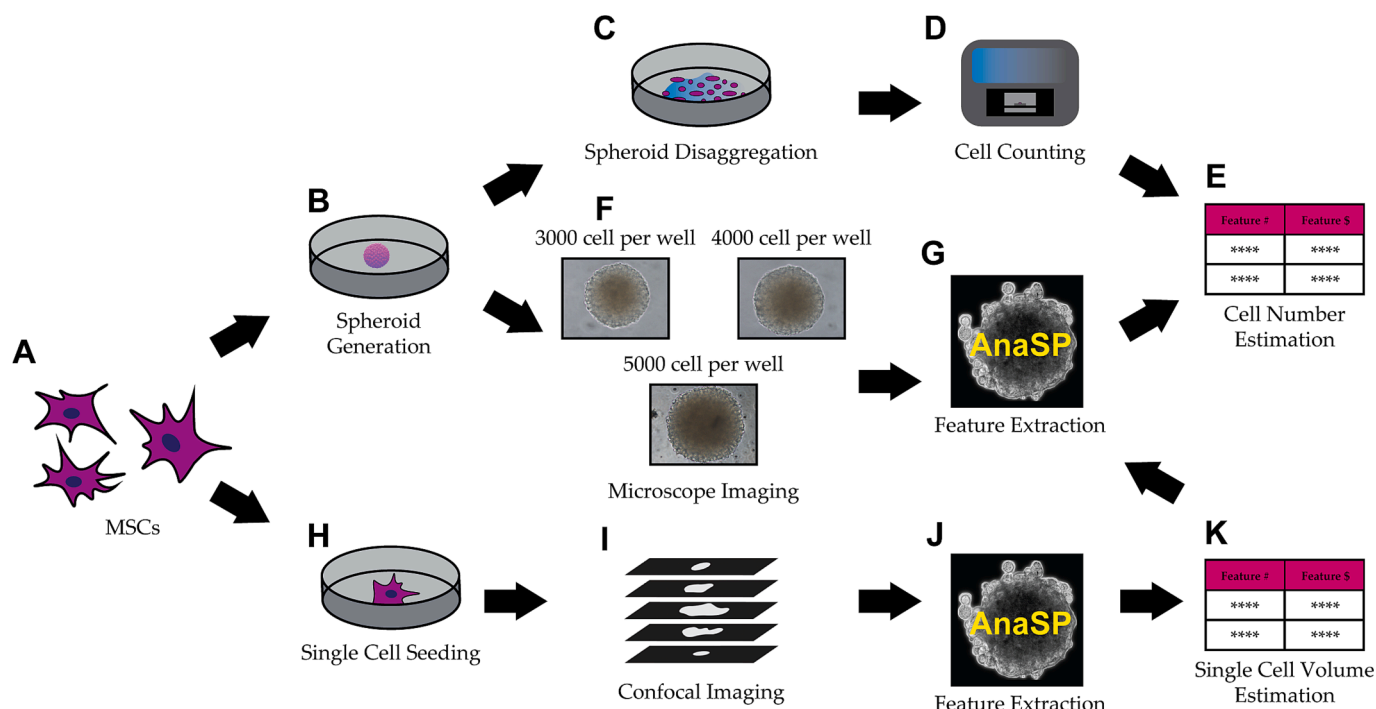 C
D
Spheroid Disaggregation
Cell Counting
B
Spheroid
Generation
F
3000 cell per well
4000 cell per well
5000 cell per well
Microscope Imaging
G
AnaSP
Feature Extraction
E
Feature # Feature $
**** ****
**** ****
Cell Number
Estimation
A
MSCs
H
Single Cell Seeding
I
Confocal Imaging
J
AnaSP
Feature Extraction
K
Feature # Feature $
**** ****
**** ****
Single Cell Volume
Estimation